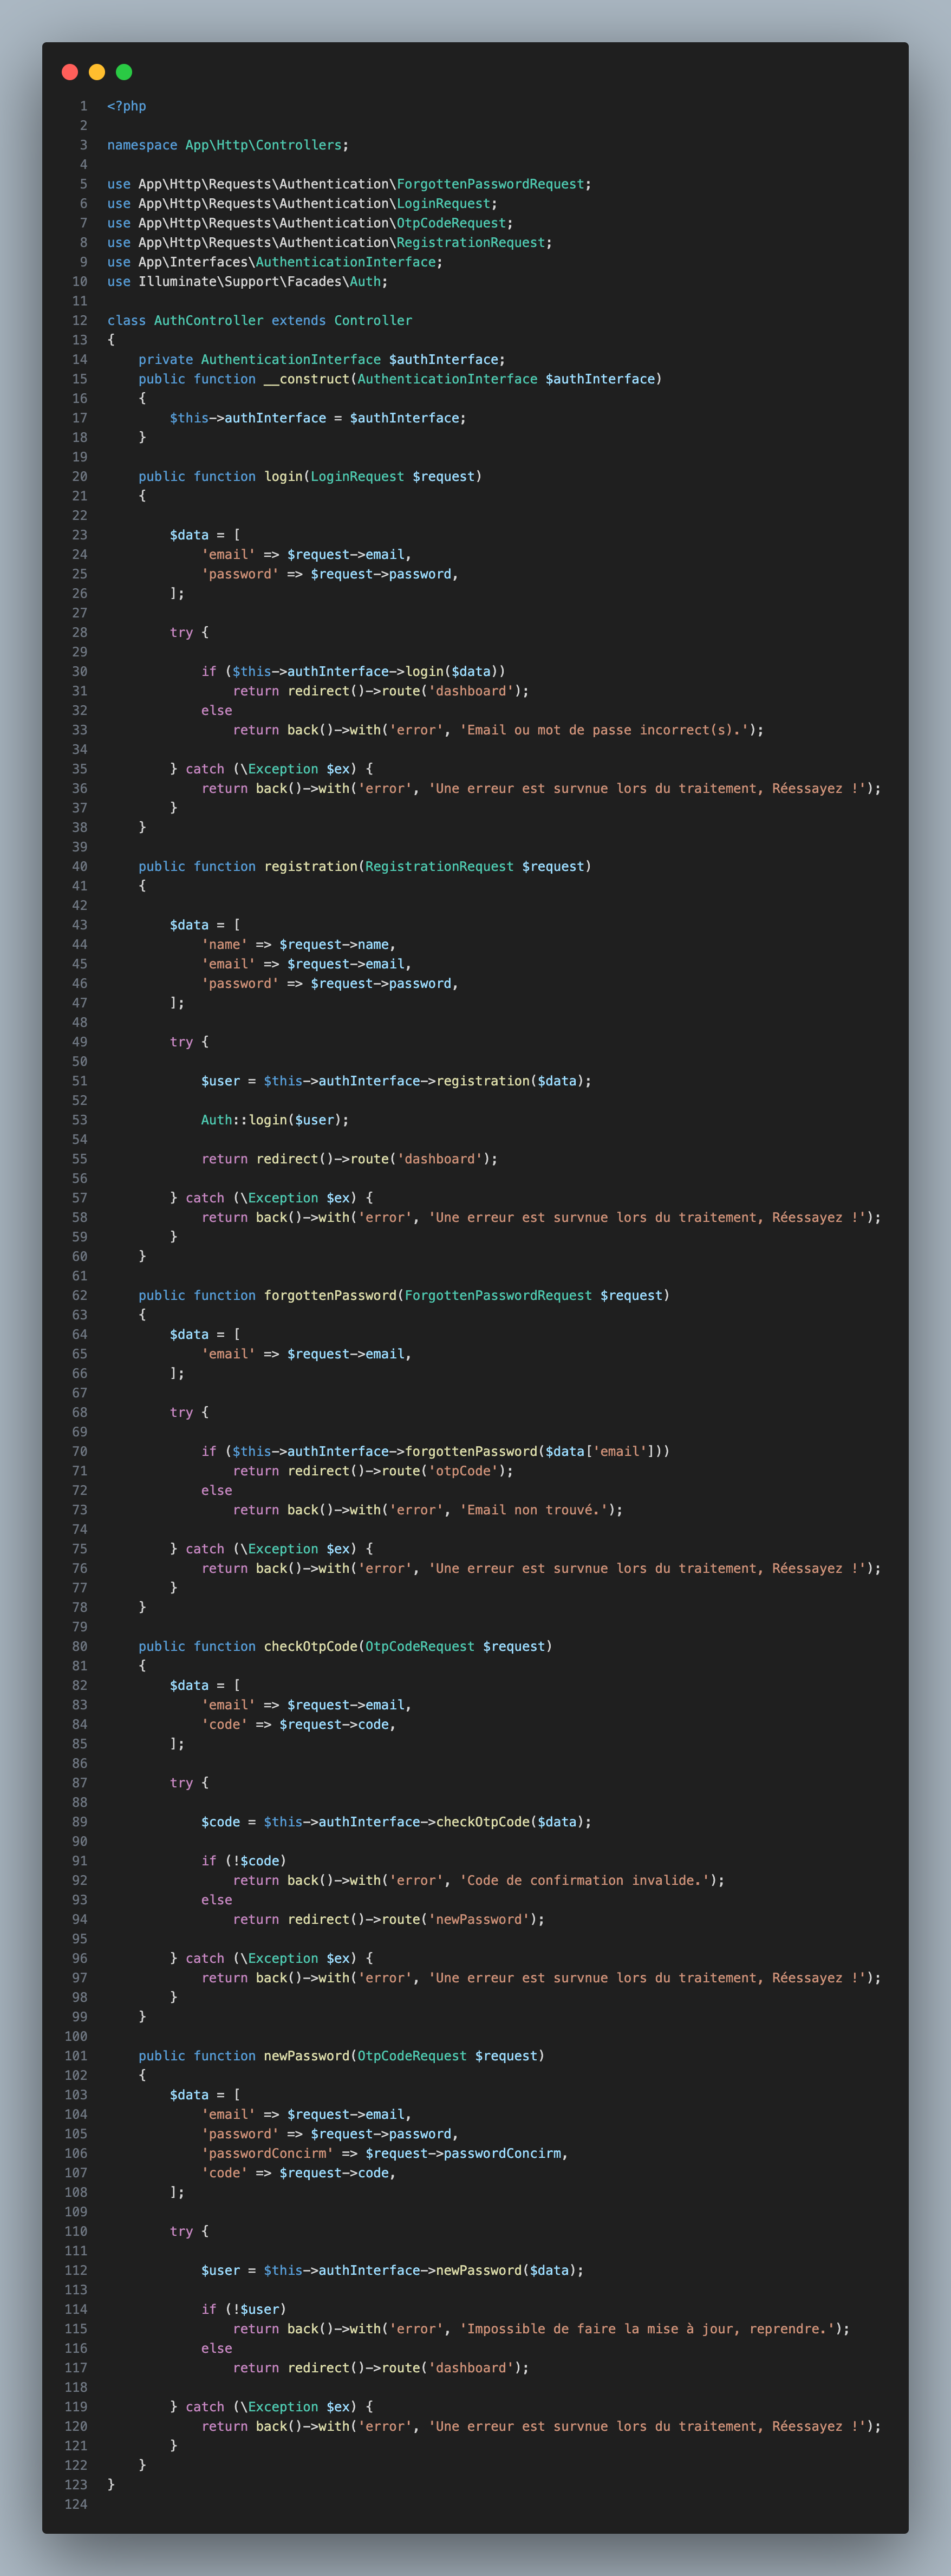 1 <?php
2
3 namespace App\Http\Controllers;
4
5 use App\Http\Requests\Authentication\ForgottenPasswordRequest;
6 use App\Http\Requests\Authentication\LoginRequest;
7 use App\Http\Requests\Authentication\OtpCodeRequest;
8 use App\Http\Requests\Authentication\RegistrationRequest;
9 use App\Interfaces\AuthenticationInterface;
10 use Illuminate\Support\Facades\Auth;
11
12 class AuthController extends Controller
13 {
14     private AuthenticationInterface $authInterface;
15     public function __construct(AuthenticationInterface $authInterface)
16     {
17         $this->authInterface = $authInterface;
18     }
19
20     public function login(LoginRequest $request)
21     {
22
23         $data = [
24             'email' => $request->email,
25             'password' => $request->password,
26         ];
27
28         try {
29
30             if ($this->authInterface->login($data))
31                 return redirect()->route('dashboard');
32             else
33                 return back()->with('error', 'Email ou mot de passe incorrect(s).');
34
35         } catch (\Exception $ex) {
36             return back()->with('error', 'Une erreur est survnue lors du traitement, Réessayez !');
37         }
38     }
39
40     public function registration(RegistrationRequest $request)
41     {
42
43         $data = [
44             'name' => $request->name,
45             'email' => $request->email,
46             'password' => $request->password,
47         ];
48
49         try {
50
51             $user = $this->authInterface->registration($data);
52
53             Auth::login($user);
54
55             return redirect()->route('dashboard');
56
57         } catch (\Exception $ex) {
58             return back()->with('error', 'Une erreur est survnue lors du traitement, Réessayez !');
59         }
60     }
61
62     public function forgottenPassword(ForgottenPasswordRequest $request)
63     {
64         $data = [
65             'email' => $request->email,
66         ];
67
68         try {
69
70             if ($this->authInterface->forgottenPassword($data['email']))
71                 return redirect()->route('otpCode');
72             else
73                 return back()->with('error', 'Email non trouvé.');
74
75         } catch (\Exception $ex) {
76             return back()->with('error', 'Une erreur est survnue lors du traitement, Réessayez !');
77         }
78     }
79
80     public function checkOtpCode(OtpCodeRequest $request)
81     {
82         $data = [
83             'email' => $request->email,
84             'code' => $request->code,
85         ];
86
87         try {
88
89             $code = $this->authInterface->checkOtpCode($data);
90
91             if (!$code)
92                 return back()->with('error', 'Code de confirmation invalide.');
93             else
94                 return redirect()->route('newPassword');
95
96         } catch (\Exception $ex) {
97             return back()->with('error', 'Une erreur est survnue lors du traitement, Réessayez !');
98         }
99     }
100
101     public function newPassword(OtpCodeRequest $request)
102     {
103         $data = [
104             'email' => $request->email,
105             'password' => $request->password,
106             'passwordConcirm' => $request->passwordConcirm,
107             'code' => $request->code,
108         ];
109
110         try {
111
112             $user = $this->authInterface->newPassword($data);
113
114             if (!$user)
115                 return back()->with('error', 'Impossible de faire la mise à jour, reprendre.');
116             else
117                 return redirect()->route('dashboard');
118
119         } catch (\Exception $ex) {
120             return back()->with('error', 'Une erreur est survnue lors du traitement, Réessayez !');
121         }
122     }
123 }
124